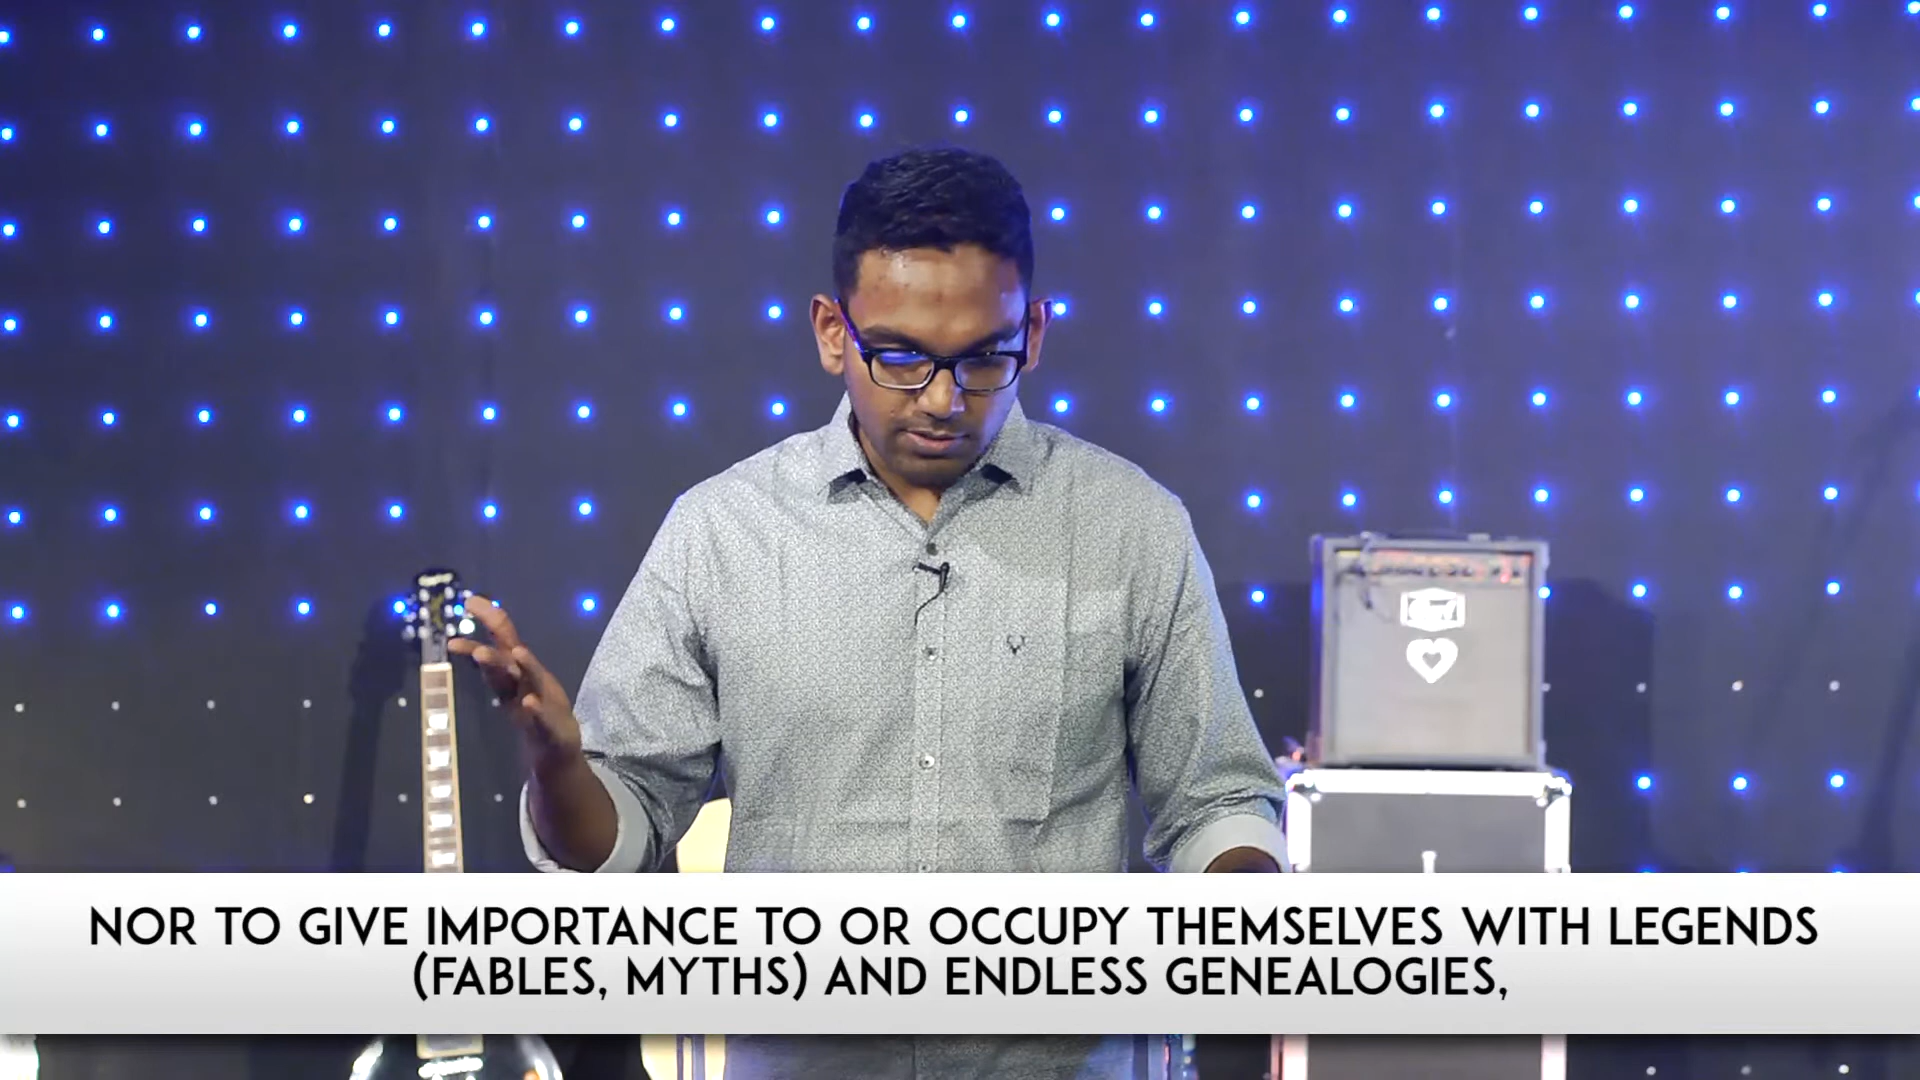 NOR TO GIVE IMPORTANCE TO OR OCCUPY THEMSELVES WITH LEGENDS
(FABLES, MYTHS) AND ENDLESS GENEALOGIES,